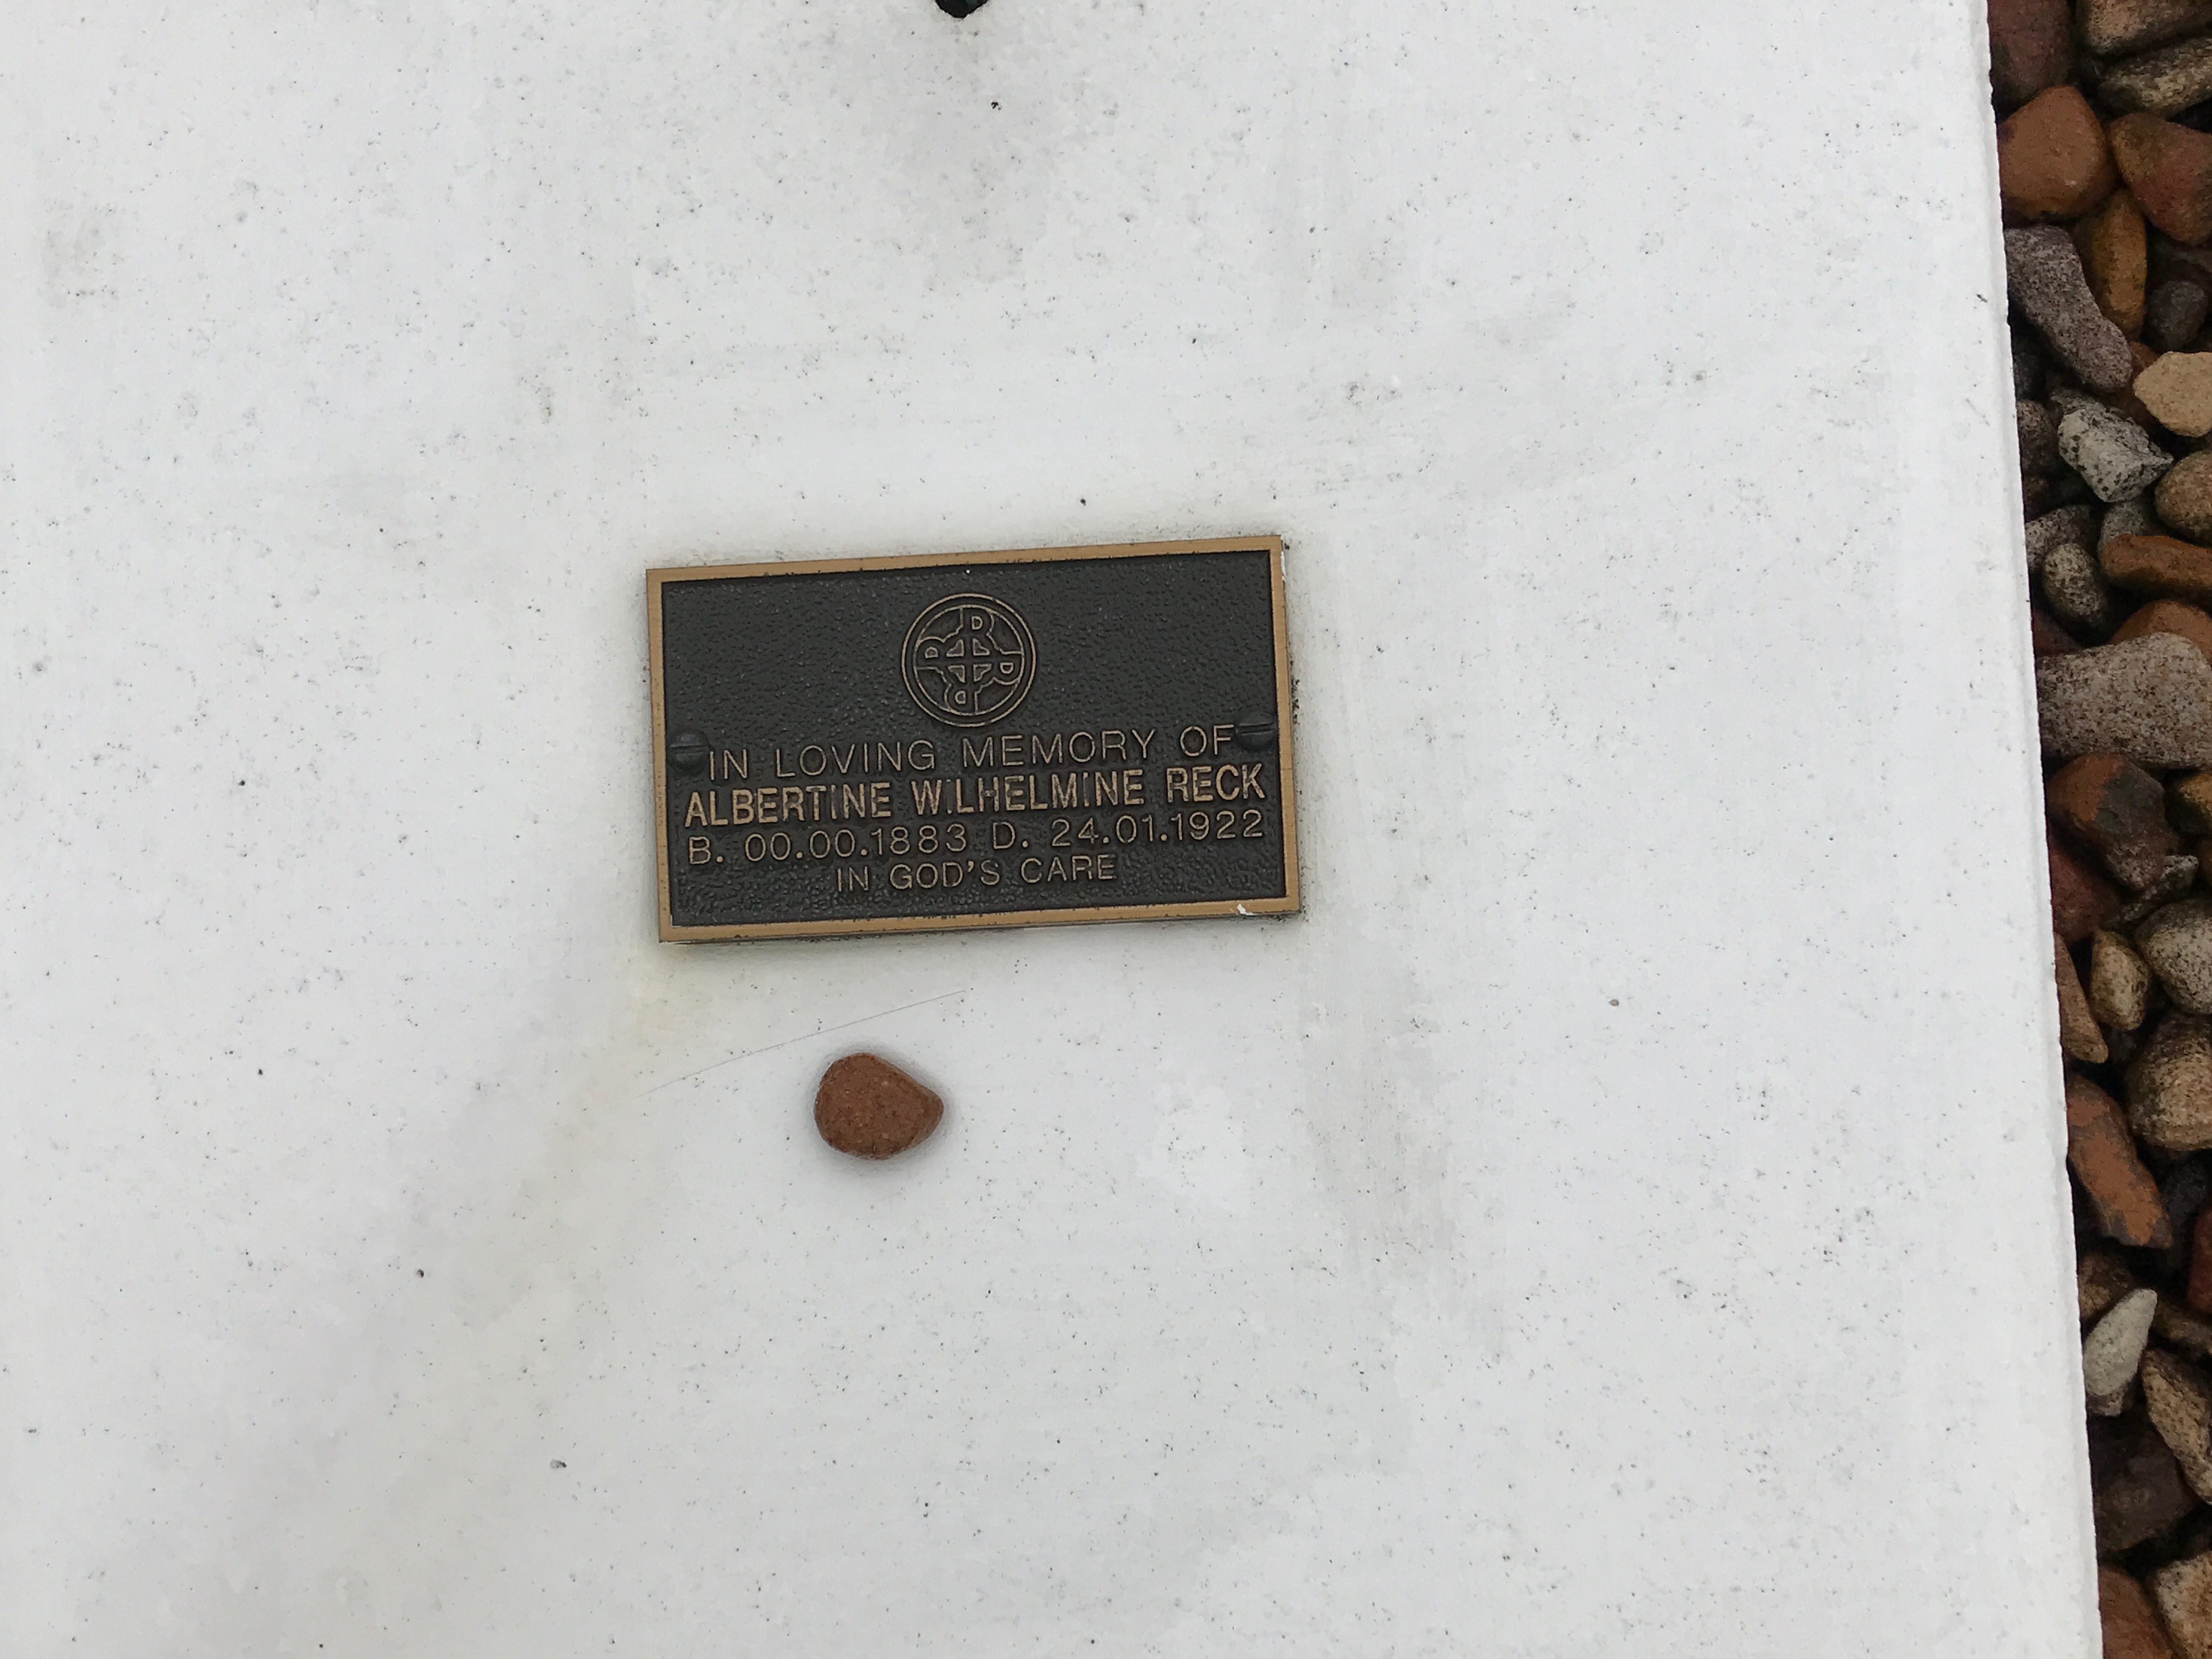 IN LOVING MEMORY OF
ALBERTINE WILHELMINE RECK
B. 00.00.1883 D. 24.01.1922
IN GOD'S CARE